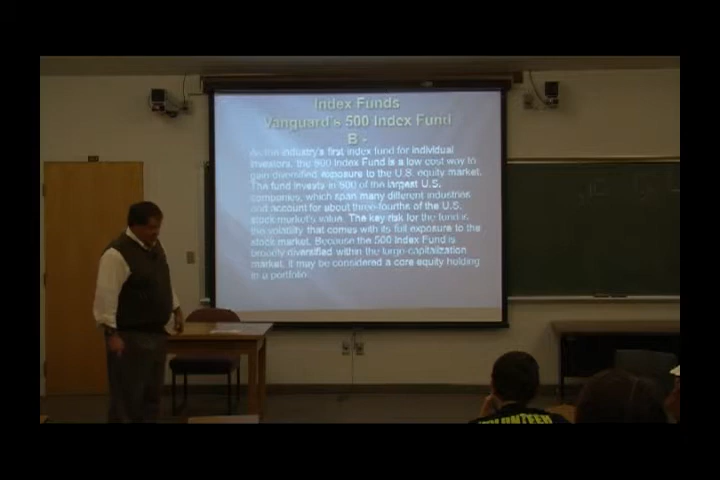 Index Funds
Vanguard's 500 Index Fund
B -
As the industry's first index fund for individual
investors, the 500 Index Fund is a low cost way to
gain diversified exposure to the U.S. equity market.
The fund invests in 500 of the largest U.S.
companies, which span many different industries
and account for about three-fourths of the U.S.
stock market's value. The key risk for the fund is
the volatility that comes with its full exposure to the
stock market. Because the 500 Index Fund is
broadly diversified within the large-capitalization
market, it may be considered a core equity holding
in a portfolio.
VOLUNTEER